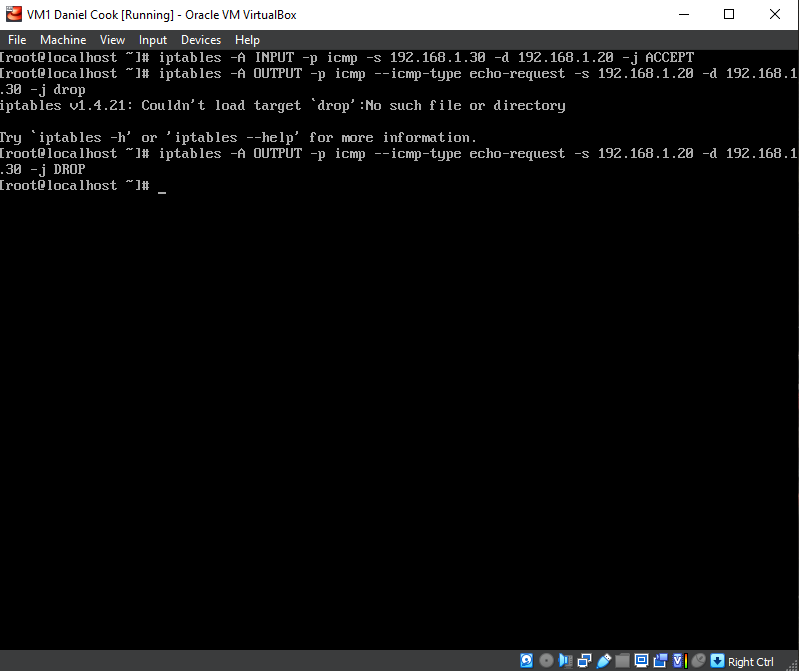 VM1 Daniel Cook [Running] - Oracle VM VirtualBox
File Machine View Input Devices Help
[root@localhost ~]# iptables -A INPUT -p icmp -s 192.168.1.30 -d 192.168.1.20 -j ACCEPT
[root@localhost ~]# iptables -A OUTPUT -p icmp --icmp-type echo-request -s 192.168.1.20 -d 192.168.1
.30 -j drop
iptables v1.4.21: Couldn't load target `drop':No such file or directory
Try `iptables -h' or 'iptables --help' for more information.
[root@localhost ~]# iptables -A OUTPUT -p icmp --icmp-type echo-request -s 192.168.1.20 -d 192.168.1
.30 -j DROP
[root@localhost ~]# _
Right Ctrl